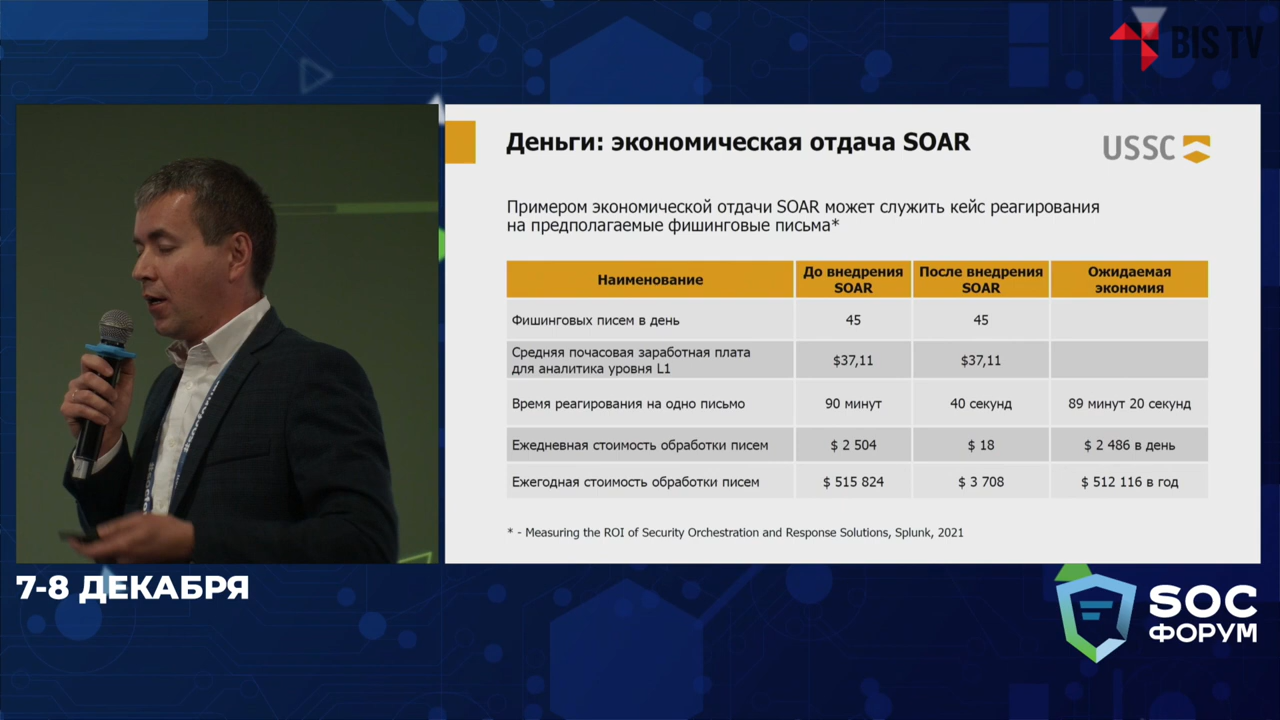 BIS TV
Деньги: экономическая отдача SOAR
USSC
Примером экономической отдачи SOAR может служить кейс реагирования
на предполагаемые фишинговые письма*
Наименование
До внедрения
SOAR
После внедрения
SOAR
Ожидаемая
экономия
Фишинговых писем в день
45
45
Средняя почасовая заработная плата
для аналитика уровня L1
$37,11
$37,11
Время реагирования на одно письмо
90 минут
40 секунд
89 минут 20 секунд
Ежедневная стоимость обработки писем
$ 2 504
$ 18
$ 2 486 в день
Ежегодная стоимость обработки писем
$ 515 824
$ 3 708
$ 512 116 в год
* - Measuring the ROI of Security Orchestration and Response Solutions, Splunk, 2021
7-8 ДЕКАБРЯ
SOC
ФОРУМ